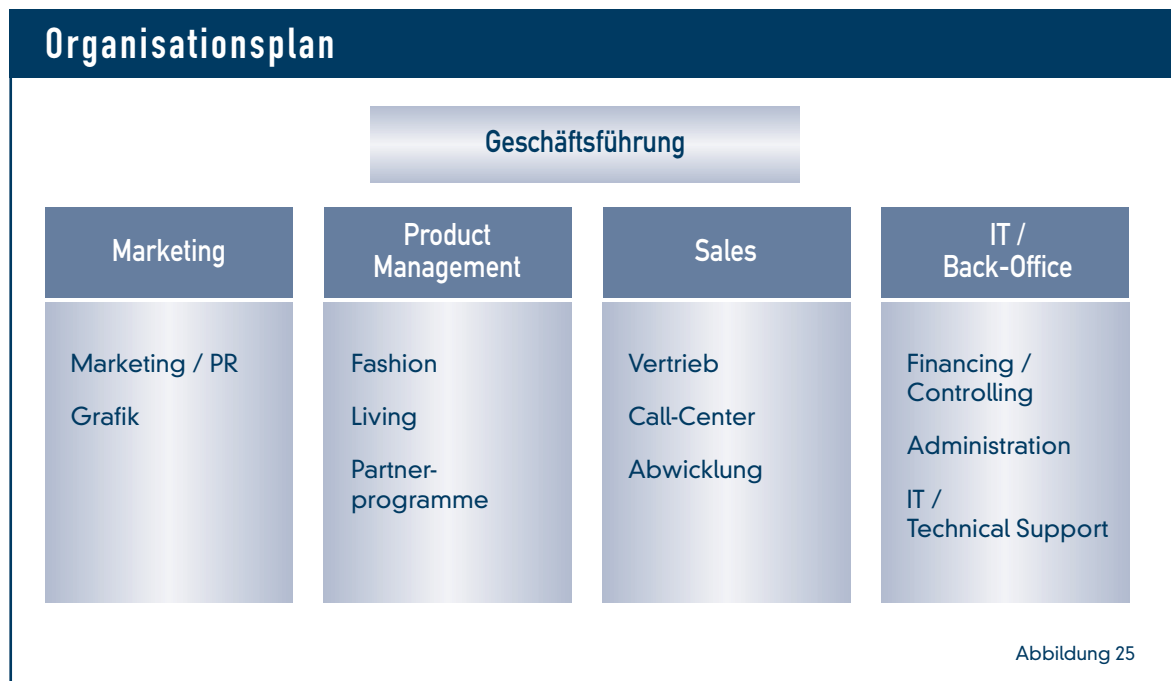 Organisationsplan
Geschäftsführung
Marketing
Marketing / PR
Grafik
Product
Management
Fashion
Living
Partner-
programme
Sales
Vertrieb
Call-Center
Abwicklung
IT /
Back-Office
Financing /
Controlling
Administration
IT /
Technical Support
Abbildung 25